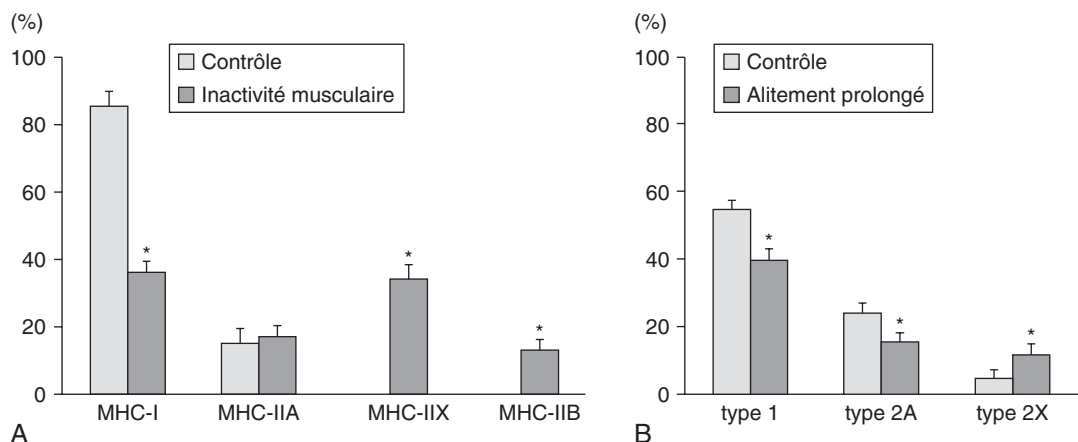 (%)
100
80
60
40
20
0
Contrôle
Inactivité musculaire
*
*
*
MHC-I
MHC-IIA
MHC-IIX
MHC-IIB
A
(%)
100
80
60
40
20
0
Contrôle
Alitement prolongé
*
*
*
type 1
type 2A
type 2X
B